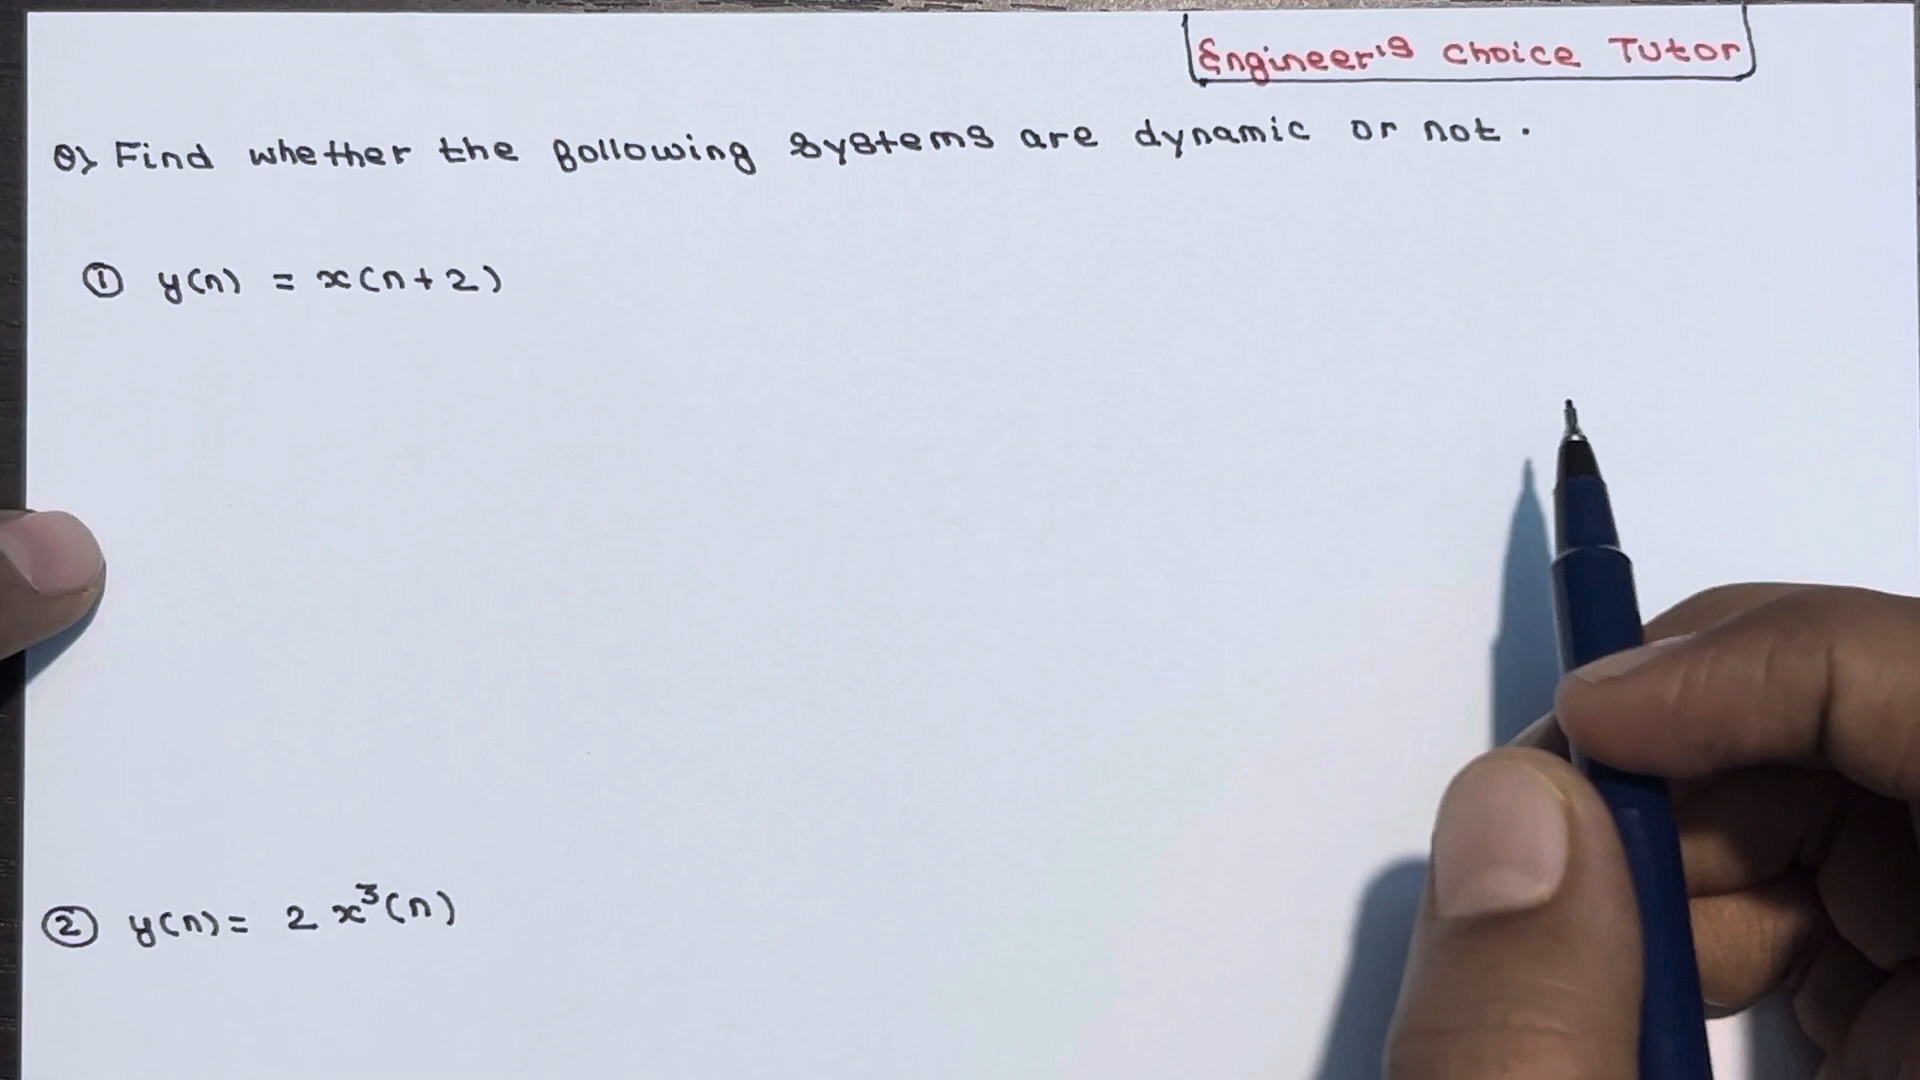 Engineer's Choice Tutor
Q) Find whether the following systems are dynamic or not.
① y(n) = x(n+2)
② y(n) = 2 x³(n)